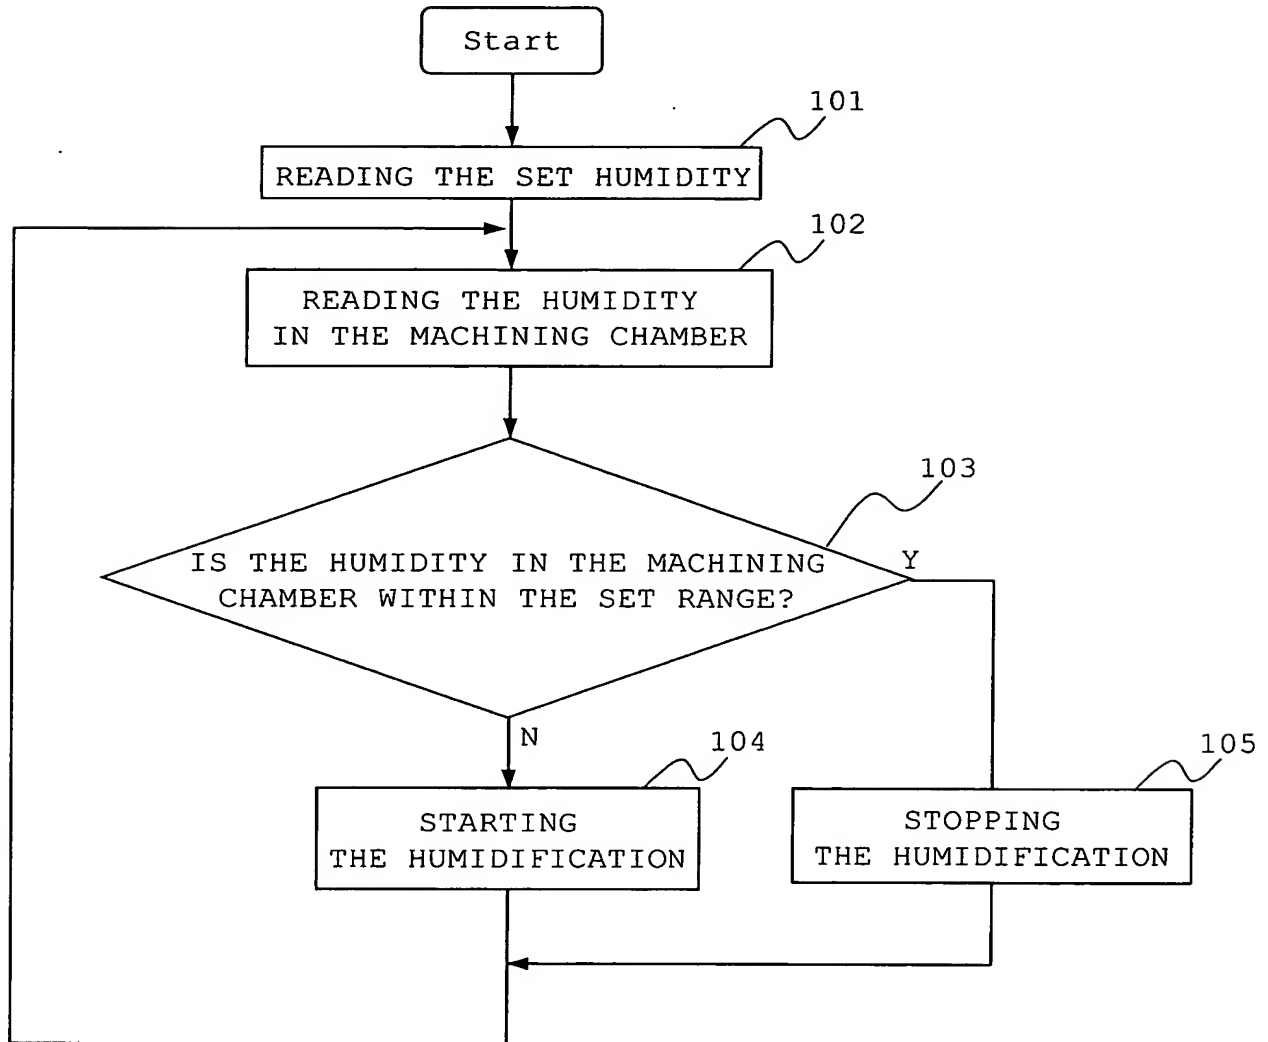 Start
101
READING THE SET HUMIDITY
102
READING THE HUMIDITY
IN THE MACHINING CHAMBER
103
IS THE HUMIDITY IN THE MACHINING
CHAMBER WITHIN THE SET RANGE?
Y
N
104
105
STARTING
THE HUMIDIFICATION
STOPPING
THE HUMIDIFICATION